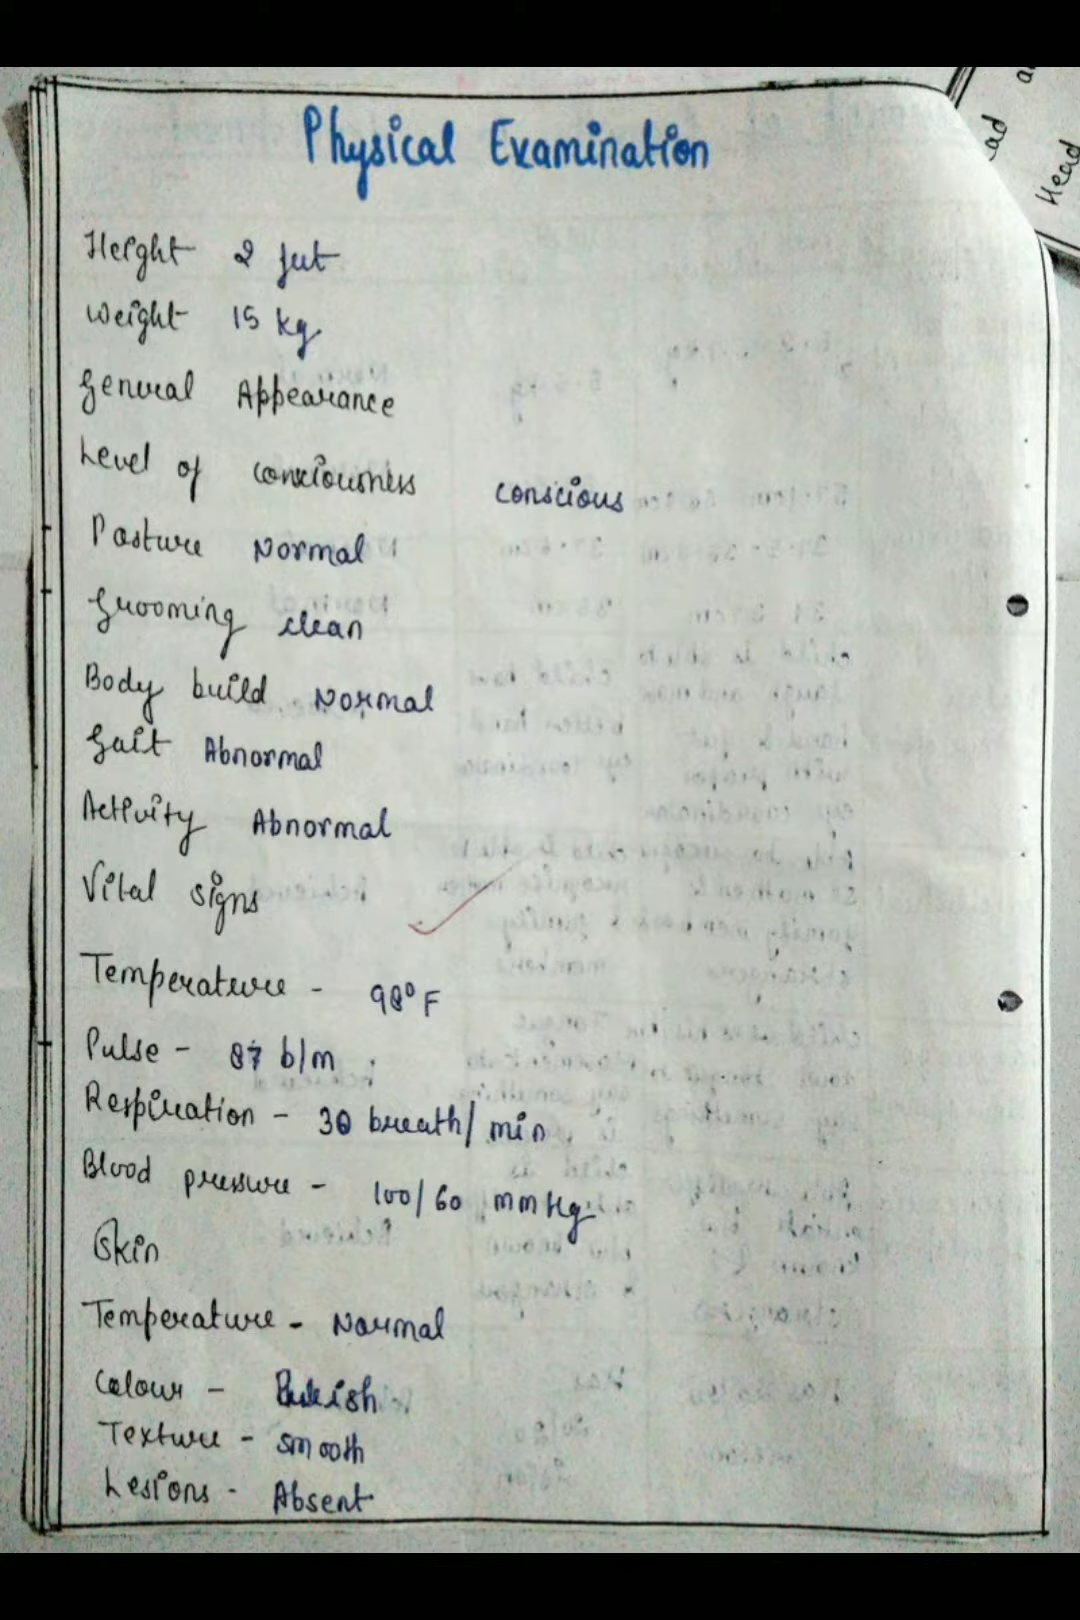 Physical Examination
Height 2 feet
Weight 15 kg
General Appearance
Level of consciousness conscious
Posture Normal
Grooming clean
Body build Normal
Gait Abnormal
Activity Abnormal
Vital signs
Temperature - 98°F
Pulse - 87 b/m
Respiration - 30 breath/min
Blood pressure - 100/60 mmHg
Skin
Temperature - Normal
Colour -
Texture - smooth
Lesions - Absent
ead
Head